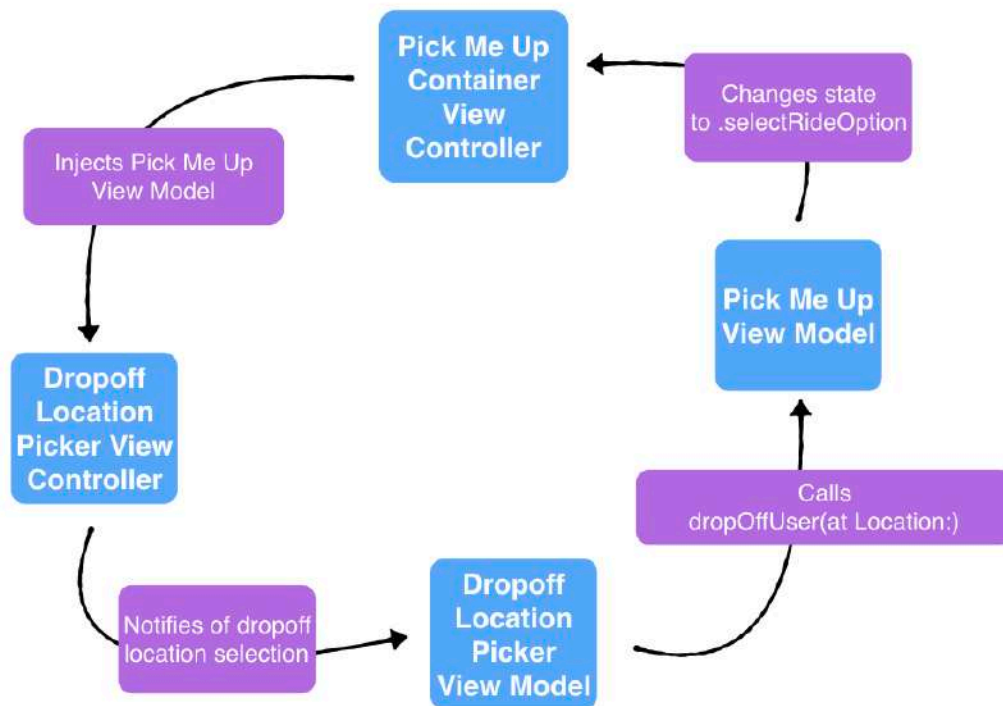 Pick Me Up
Container
View
Controller
Changes state
to .selectRideOption
Injects Pick Me Up
View Model
Pick Me Up
View Model
Dropoff
Location
Picker View
Controller
Calls
dropOffUser(at Location:)
Notifies of dropoff
location selection
Dropoff
Location
Picker
View Model